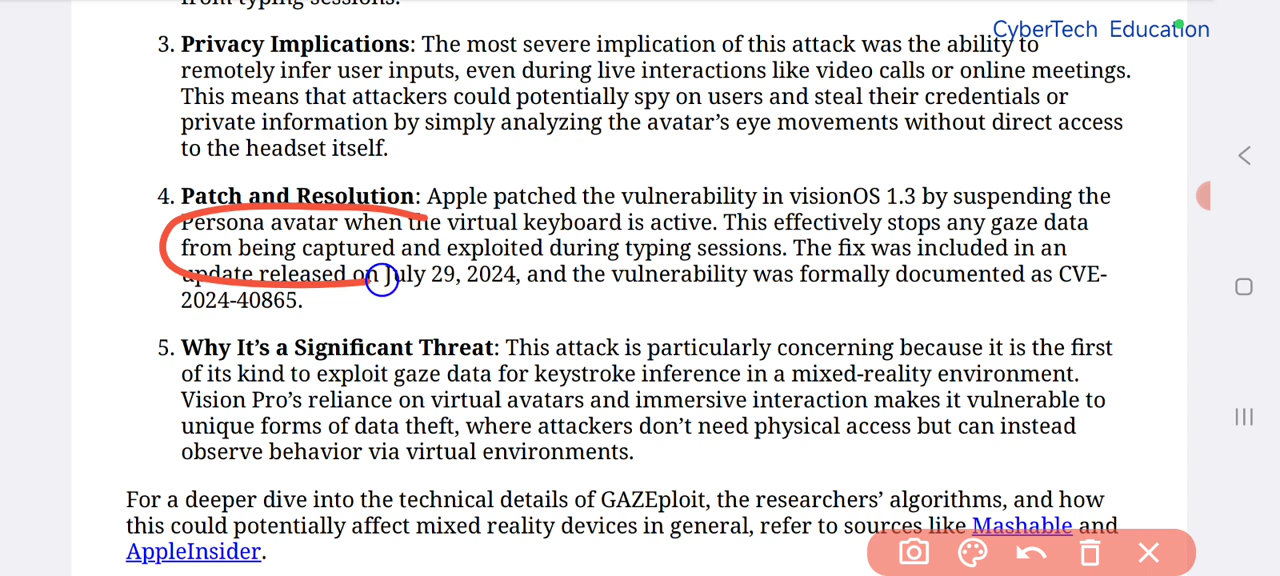 from typing sessions.
CyberTech Education
3. Privacy Implications: The most severe implication of this attack was the ability to
remotely infer user inputs, even during live interactions like video calls or online meetings.
This means that attackers could potentially spy on users and steal their credentials or
private information by simply analyzing the avatar’s eye movements without direct access
to the headset itself.
4. Patch and Resolution: Apple patched the vulnerability in visionOS 1.3 by suspending the
Persona avatar when the virtual keyboard is active. This effectively stops any gaze data
from being captured and exploited during typing sessions. The fix was included in an
update released on July 29, 2024, and the vulnerability was formally documented as CVE-
2024-40865.
5. Why It’s a Significant Threat: This attack is particularly concerning because it is the first
of its kind to exploit gaze data for keystroke inference in a mixed-reality environment.
Vision Pro’s reliance on virtual avatars and immersive interaction makes it vulnerable to
unique forms of data theft, where attackers don’t need physical access but can instead
observe behavior via virtual environments.
For a deeper dive into the technical details of GAZEploit, the researchers’ algorithms, and how
this could potentially affect mixed reality devices in general, refer to sources like Mashable and
AppleInsider.